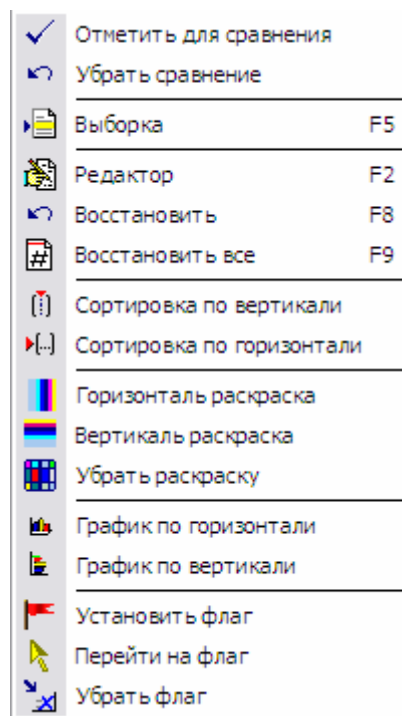 Отметить для сравнения
Убрать сравнение
Выборка F5
Редактор F2
Восстановить F8
Восстановить все F9
Сортировка по вертикали
Сортировка по горизонтали
Горизонталь раскраска
Вертикаль раскраска
Убрать раскраску
График по горизонтали
График по вертикали
Установить флаг
Перейти на флаг
Убрать флаг